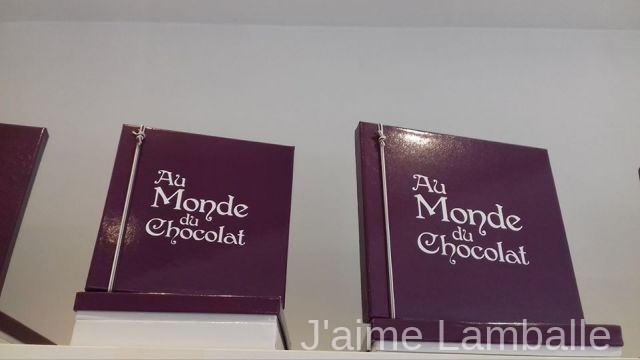 Au
Monde
du
Chocolat
Au
Monde
du
Chocolat
J'aime Lamballe